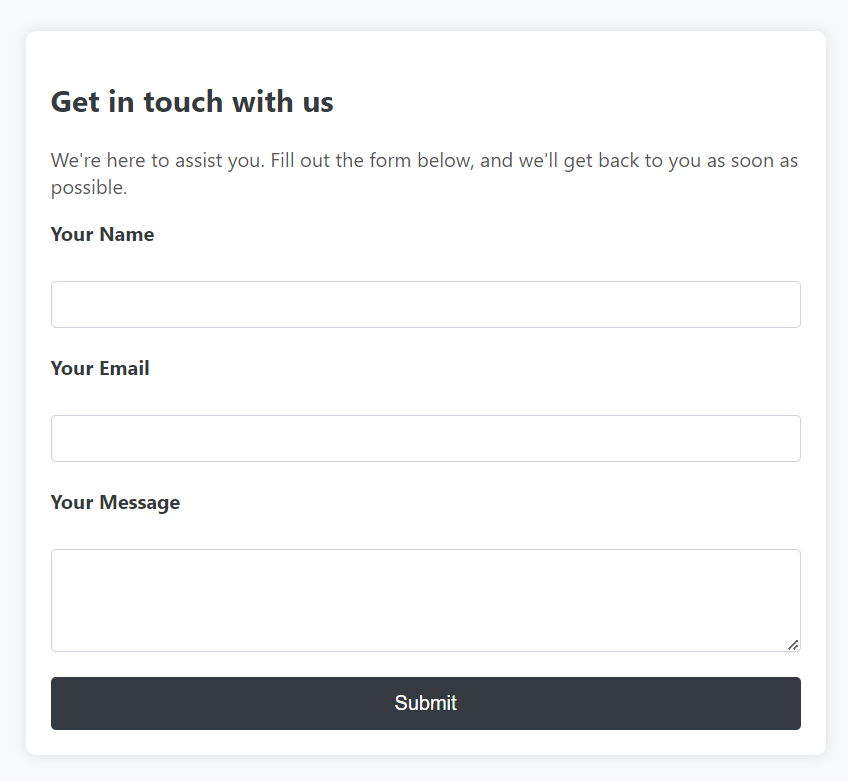 Get in touch with us
We're here to assist you. Fill out the form below, and we'll get back to you as soon as
possible.
Your Name
Your Email
Your Message
Submit